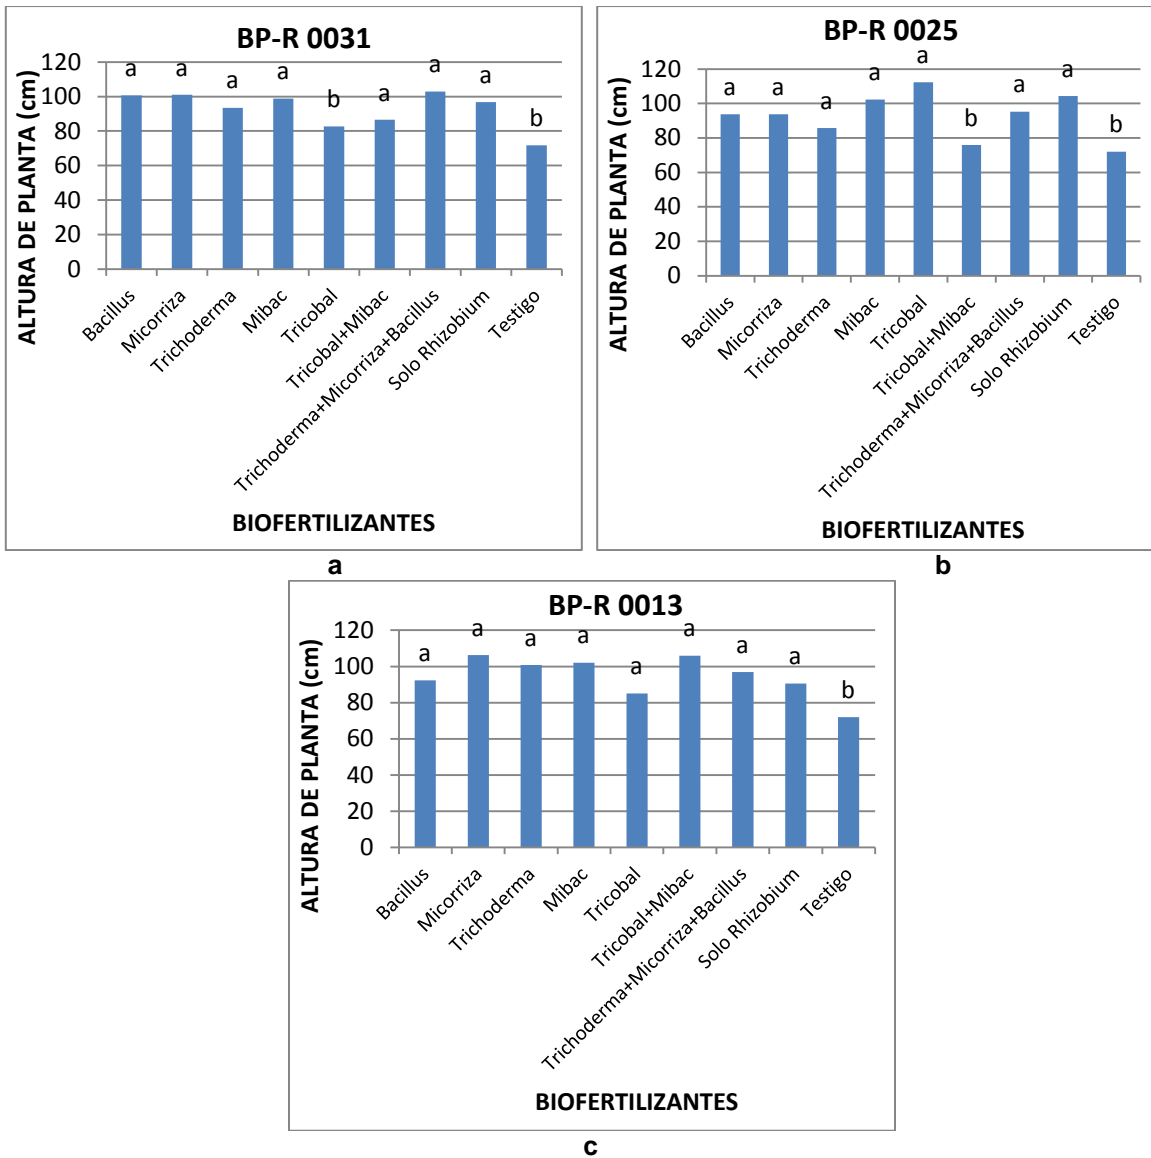 BP-R 0031
ALTURA DE PLANTA (cm)
120
100
80
60
40
20
0
a
a
a
a
b
a
a
a
b
Bacillus
Micorriza
Trichoderma
Mibac
Tricobal
Tricobal+Mibac
Trichoderma+Micorriza+Bacillus
Solo Rhizobium
Testigo
BIOFERTILIZANTES
a
BP-R 0025
ALTURA DE PLANTA (cm)
120
100
80
60
40
20
0
a
a
a
a
a
b
a
a
b
Bacillus
Micorriza
Trichoderma
Mibac
Tricobal
Tricobal+Mibac
Trichoderma+Micorriza+Bacillus
Solo Rhizobium
Testigo
BIOFERTILIZANTES
b
BP-R 0013
ALTURA DE PLANTA (cm)
120
100
80
60
40
20
0
a
a
a
a
a
a
a
a
b
Bacillus
Micorriza
Trichoderma
Mibac
Tricobal
Tricobal+Mibac
Trichoderma+Micorriza+Bacillus
Solo Rhizobium
Testigo
BIOFERTILIZANTES
c